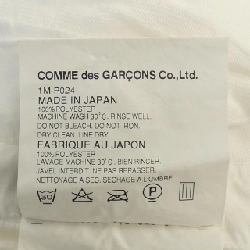 COMME des GARÇONS Co.,Ltd.
1M-P024
MADE IN JAPAN
100% POLYESTER
MACHINE WASH 30°C. RINSE WELL.
DO NOT BLEACH. DO NOT IRON.
DRY CLEAN. LINE DRY
FABRIQUE AU JAPON
100% POLYESTER
LAVAGE MACHINE 30°C. BIEN RINCER.
JAVEL INTERDIT. NE PAS REPASSER.
NETTOYAGE A SEC. SECHAGE A L'OMBRE